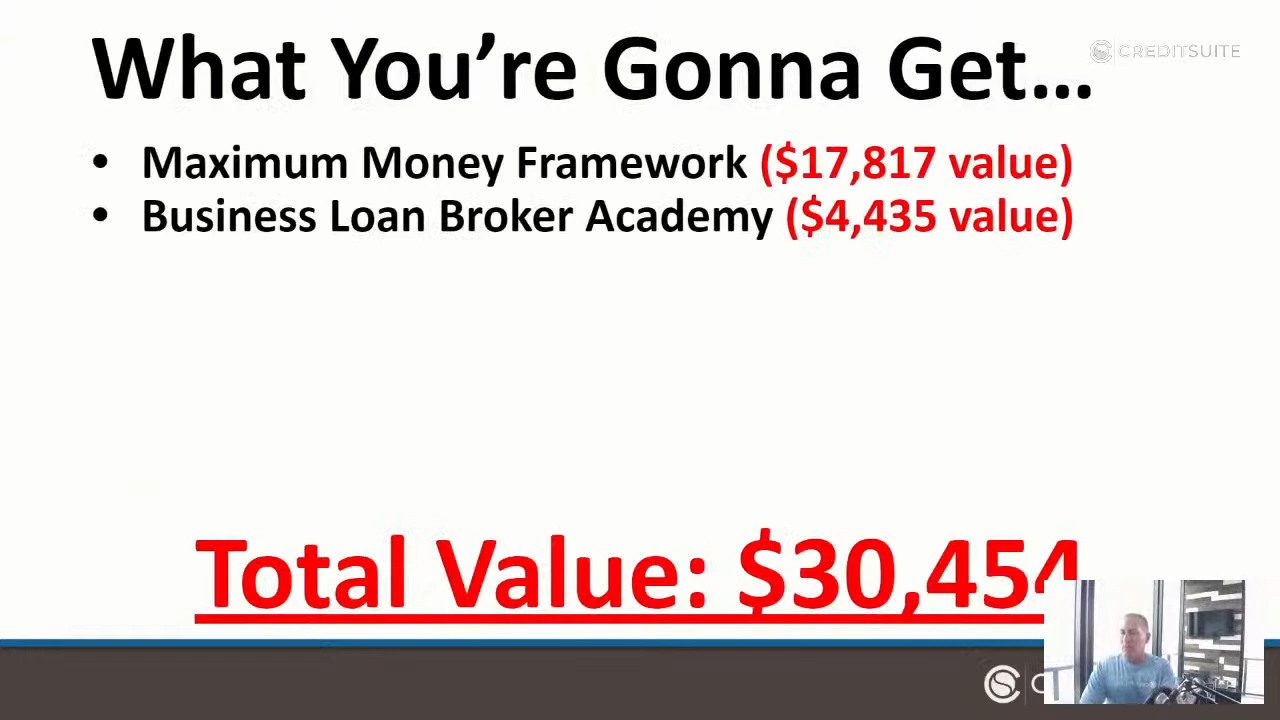 What You're Gonna Get...
CREDITSUITE
• Maximum Money Framework ($17,817 value)
• Business Loan Broker Academy ($4,435 value)
Total Value: $30,454